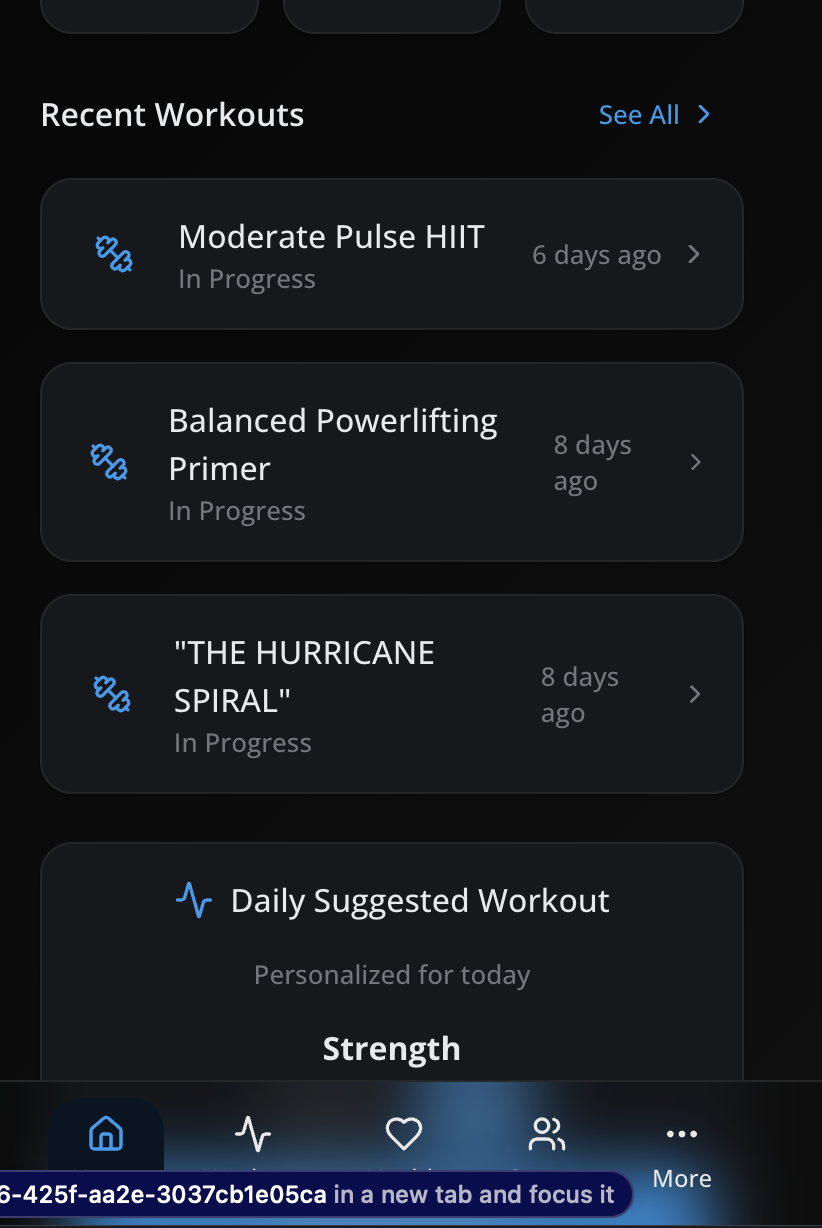 Recent Workouts
See All
Moderate Pulse HIIT
In Progress
6 days ago
Balanced Powerlifting
Primer
In Progress
8 days
ago
"THE HURRICANE
SPIRAL"
In Progress
8 days
ago
Daily Suggested Workout
Personalized for today
Strength
More
6-425f-aa2e-3037cb1e05ca in a new tab and focus it